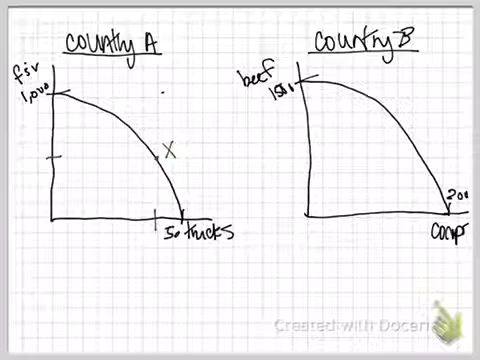 Country A
Country B
1,000
X
50 trucks
beef
1500
200
comp
Created with Doceri